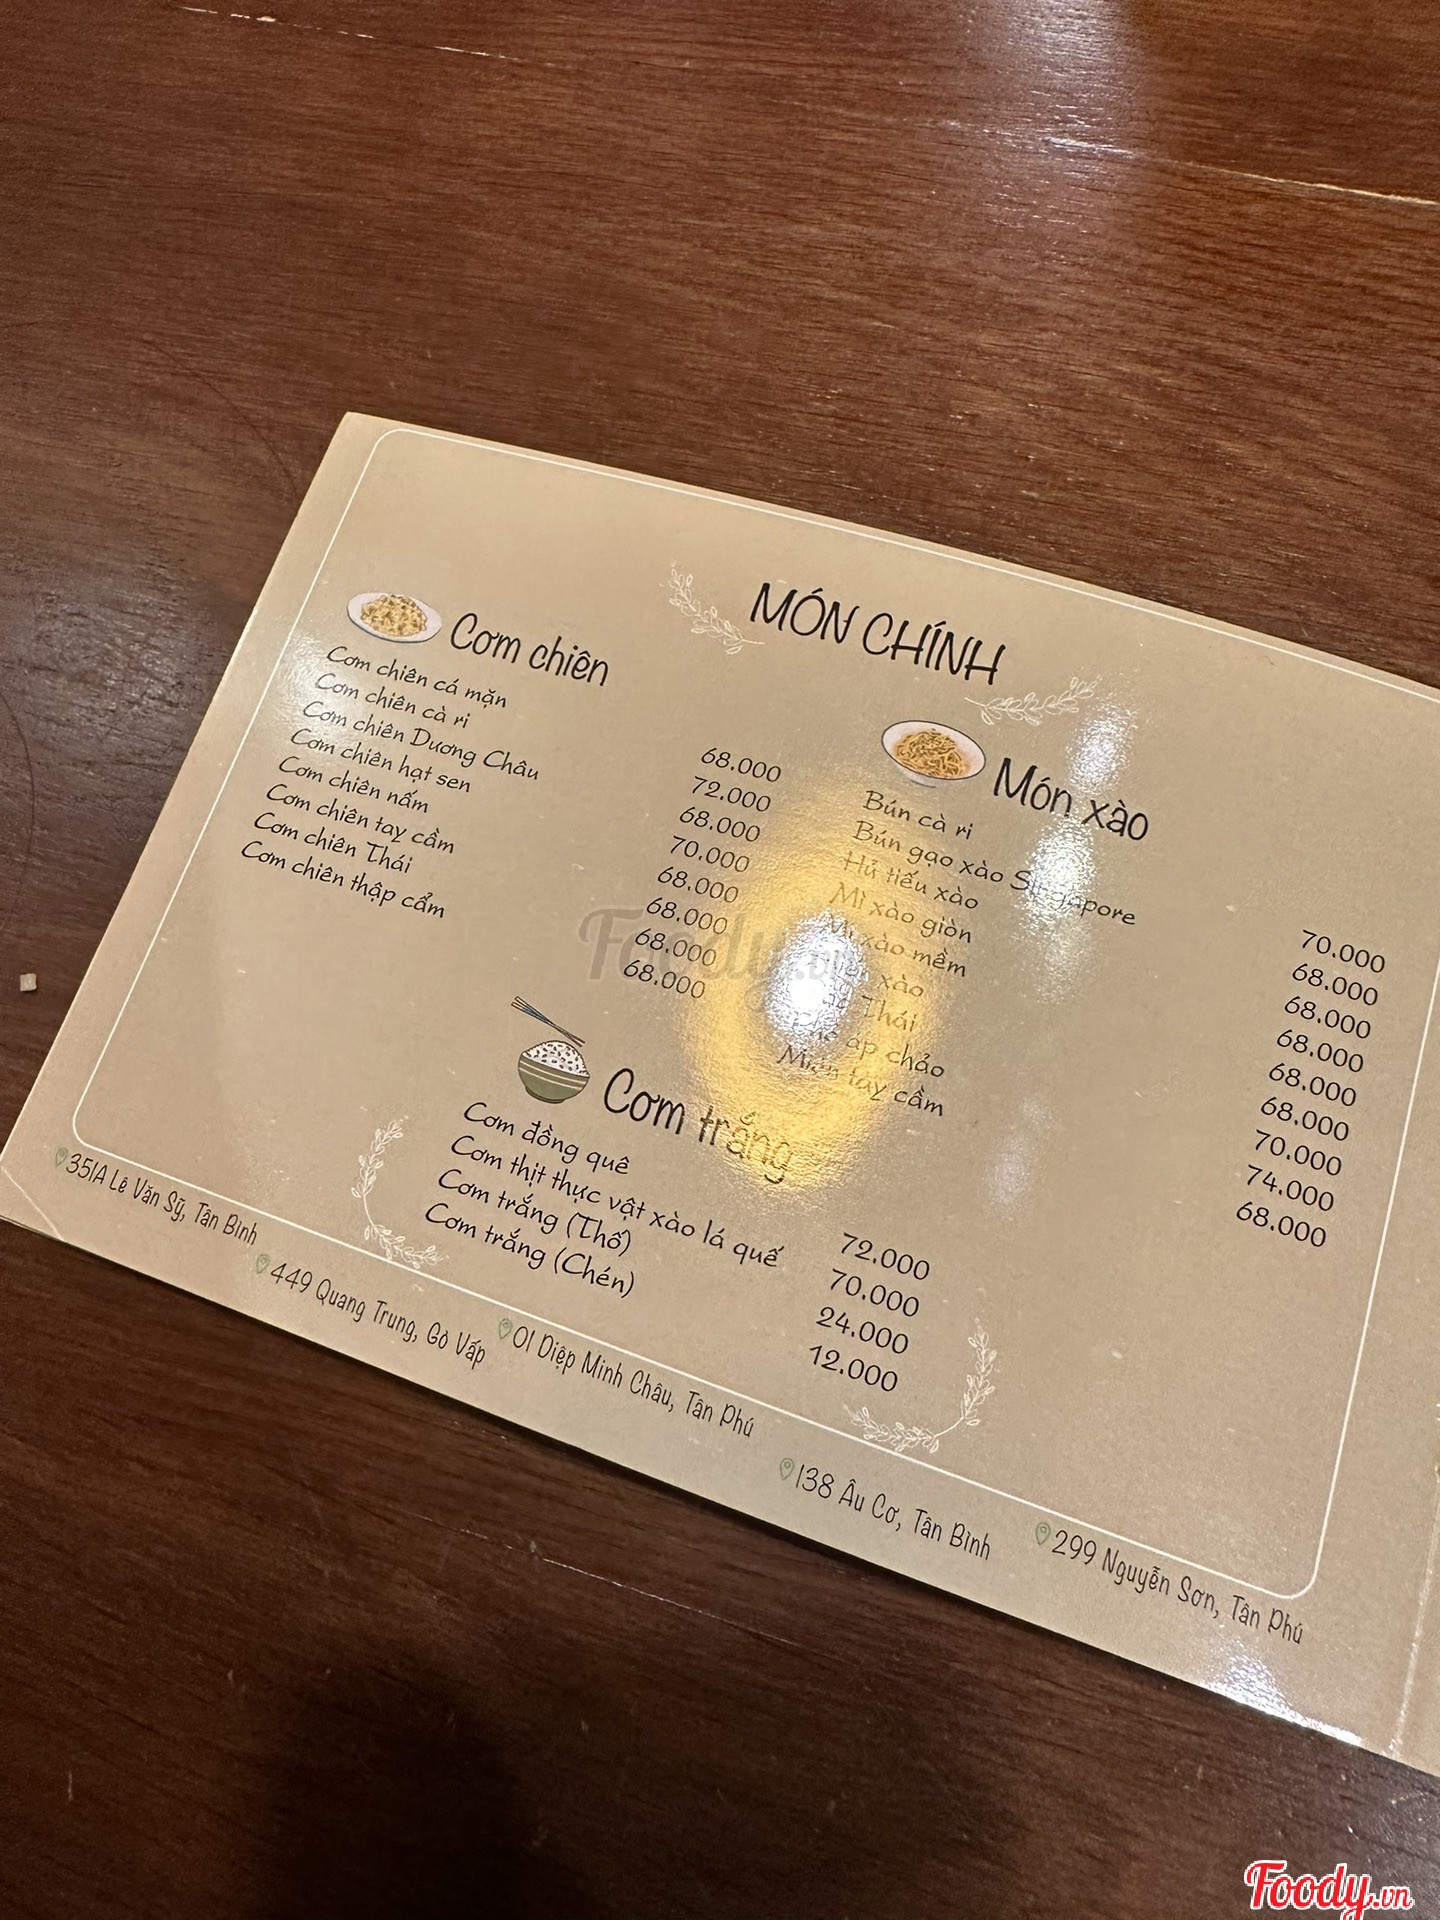 MÓN CHÍNH
Cơm chiên
Cơm chiên cá mặn 68.000
Cơm chiên cà ri 72.000
Cơm chiên Dương Châu 68.000
Cơm chiên hạt sen 70.000
Cơm chiên nấm 68.000
Cơm chiên tay cầm 68.000
Cơm chiên Thái 68.000
Cơm chiên thập cẩm 68.000
Món xào
Bún cà ri 70.000
Bún gạo xào Singapore 68.000
Hủ tiếu xào 68.000
Mì xào giòn 68.000
Mì xào mềm 68.000
xào 68.000
Thái 70.000
áp chảo 74.000
Miến tay cầm 68.000
Cơm trắng
Cơm đồng quê 72.000
Cơm thịt thực vật xào lá quế 70.000
Cơm trắng (Thố) 24.000
Cơm trắng (Chén) 12.000
351A Lê Văn Sỹ, Tân Bình
449 Quang Trung, Gò Vấp
01 Diệp Minh Châu, Tân Phú
138 Âu Cơ, Tân Bình
299 Nguyễn Sơn, Tân Phú
Foody.vn
Foody.vn